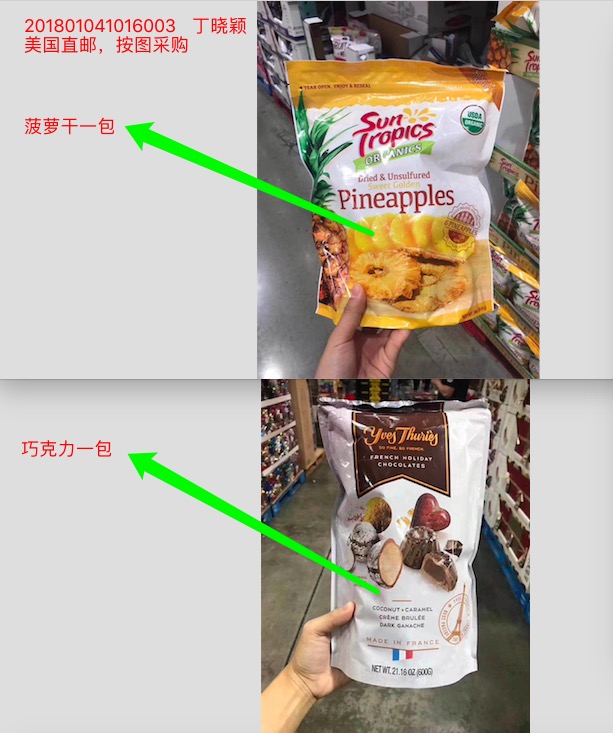 201801041016003 丁晓颖
美国直邮，按图采购
YEAR OPEN, ENJOY & RESEAL
菠萝干一包
Sun
Tropics
ORGANICS
USDA
ORGANIC
Dried & Unsulfured
Sweet Golden
Pineapples
Sun
Tropics
巧克力一包
Yves Thuriès
SO FINE, SO FRENCH
FRENCH HOLIDAY
CHOCOLATES
COCONUT • CARAMEL
CRÈME BRULÉE
DARK GANACHE
MADE IN FRANCE
NET WT. 21.16 OZ (600G)